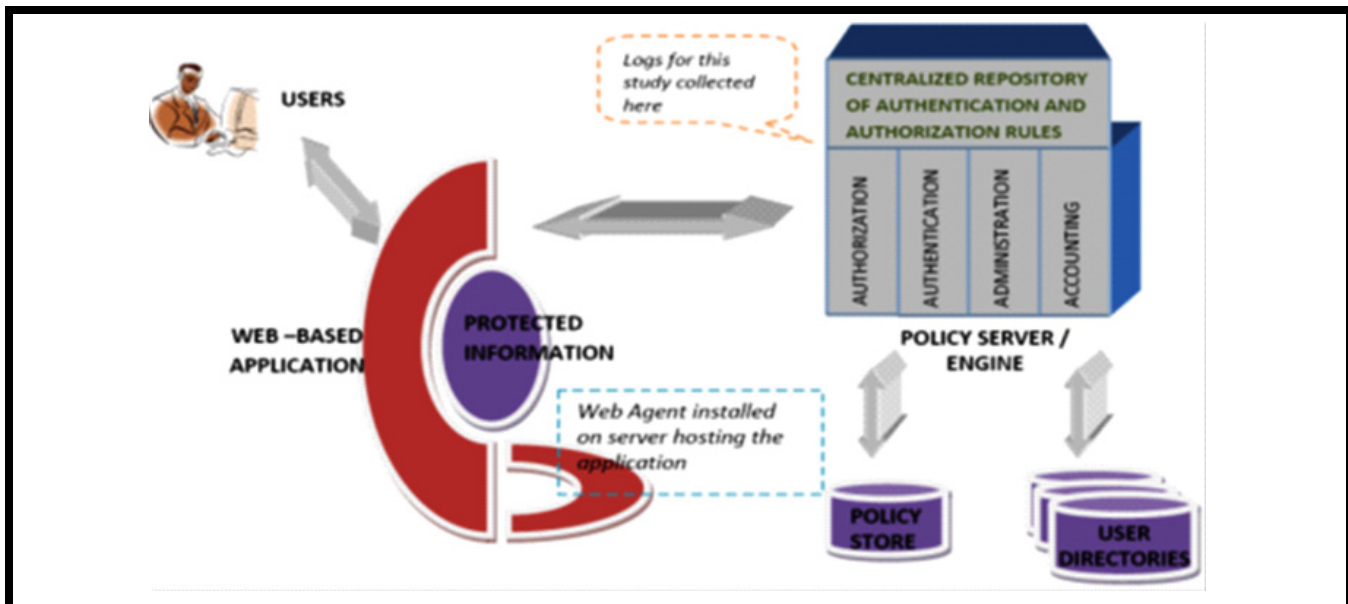 USERS
Logs for this
study collected
here
CENTRALIZED REPOSITORY
OF AUTHENTICATION AND
AUTHORIZATION RULES
AUTHORIZATION
AUTHENTICATION
ADMINISTRATION
ACCOUNTING
WEB –BASED
APPLICATION
PROTECTED
INFORMATION
POLICY SERVER /
ENGINE
Web Agent installed
on server hosting the
application
POLICY
STORE
USER
DIRECTORIES